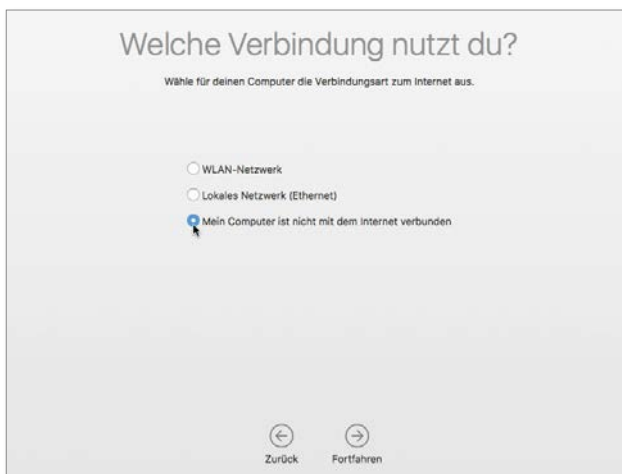 Welche Verbindung nutzt du?
Wähle für deinen Computer die Verbindungsart zum Internet aus.
WLAN-Netzwerk
Lokales Netzwerk (Ethernet)
Mein Computer ist nicht mit dem Internet verbunden
Zurück Fortfahren